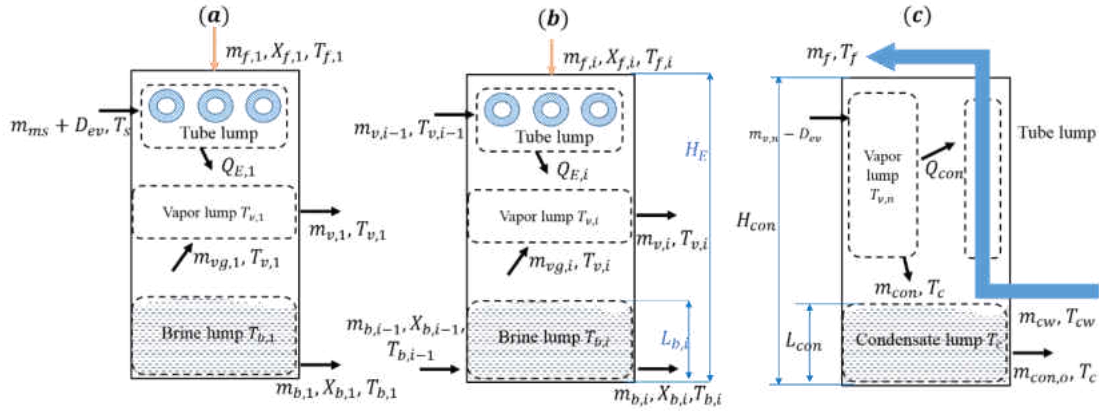 (a)
m_{f,1}, X_{f,1}, T_{f,1}
m_{ms} + D_{ev}, T_s
Tube lump
Q_{E,1}
Vapor lump T_{v,1}
m_{v,1}, T_{v,1}
m_{vg,1}, T_{v,1}
Brine lump T_{b,1}
m_{b,1}, X_{b,1}, T_{b,1}
(b)
m_{f,i}, X_{f,i}, T_{f,i}
m_{v,i-1}, T_{v,i-1}
Tube lump
H_E
Q_{E,i}
Vapor lump T_{v,i}
m_{v,i}, T_{v,i}
m_{vg,i}, T_{v,i}
m_{b,i-1}, X_{b,i-1},
T_{b,i-1}
Brine lump T_{b,i}
L_{b,i}
m_{b,i}, X_{b,i}, T_{b,i}
(c)
m_f, T_f
m_{v,n} - D_{ev}
Vapor
lump
T_{v,n}
Q_{con}
Tube lump
H_{con}
m_{con}, T_c
m_{cw}, T_{cw}
L_{con}
Condensate lump T_c
m_{con,o}, T_c